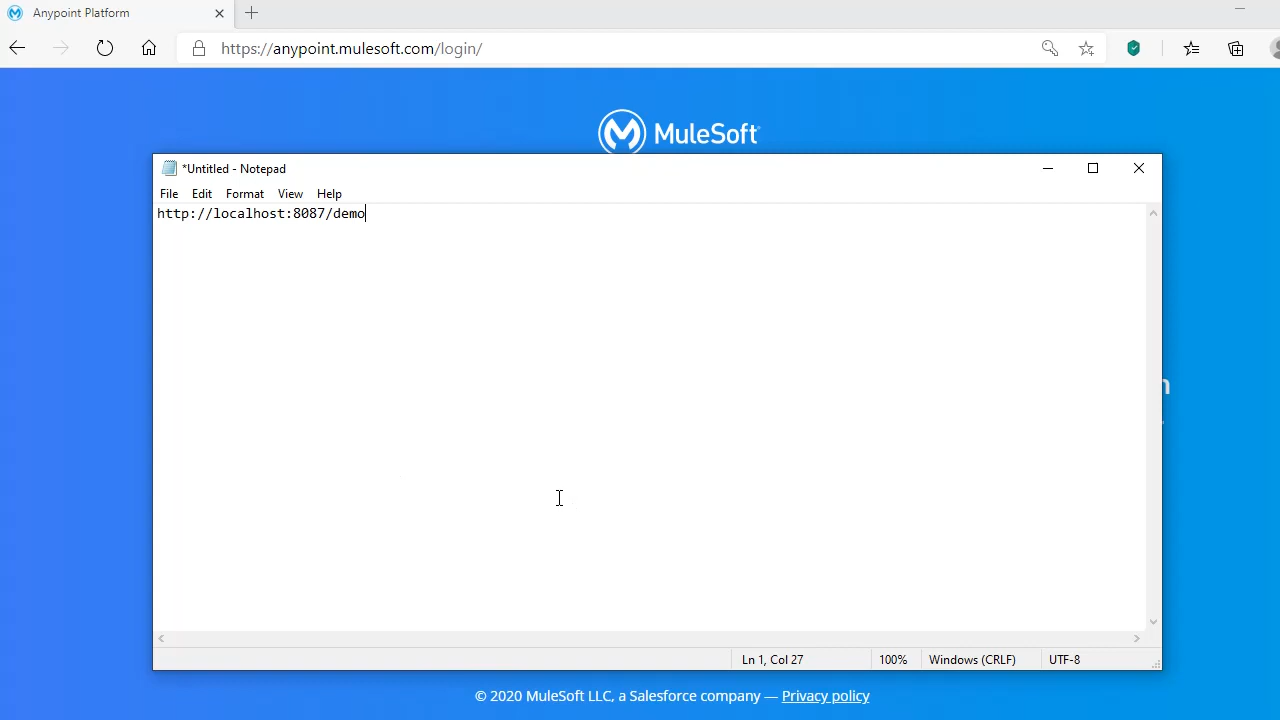 Anypoint Platform
https://anypoint.mulesoft.com/login/
MuleSoft
*Untitled - Notepad
File Edit Format View Help
http://localhost:8087/demo
Ln 1, Col 27 100% Windows (CRLF) UTF-8
© 2020 MuleSoft LLC, a Salesforce company — Privacy policy